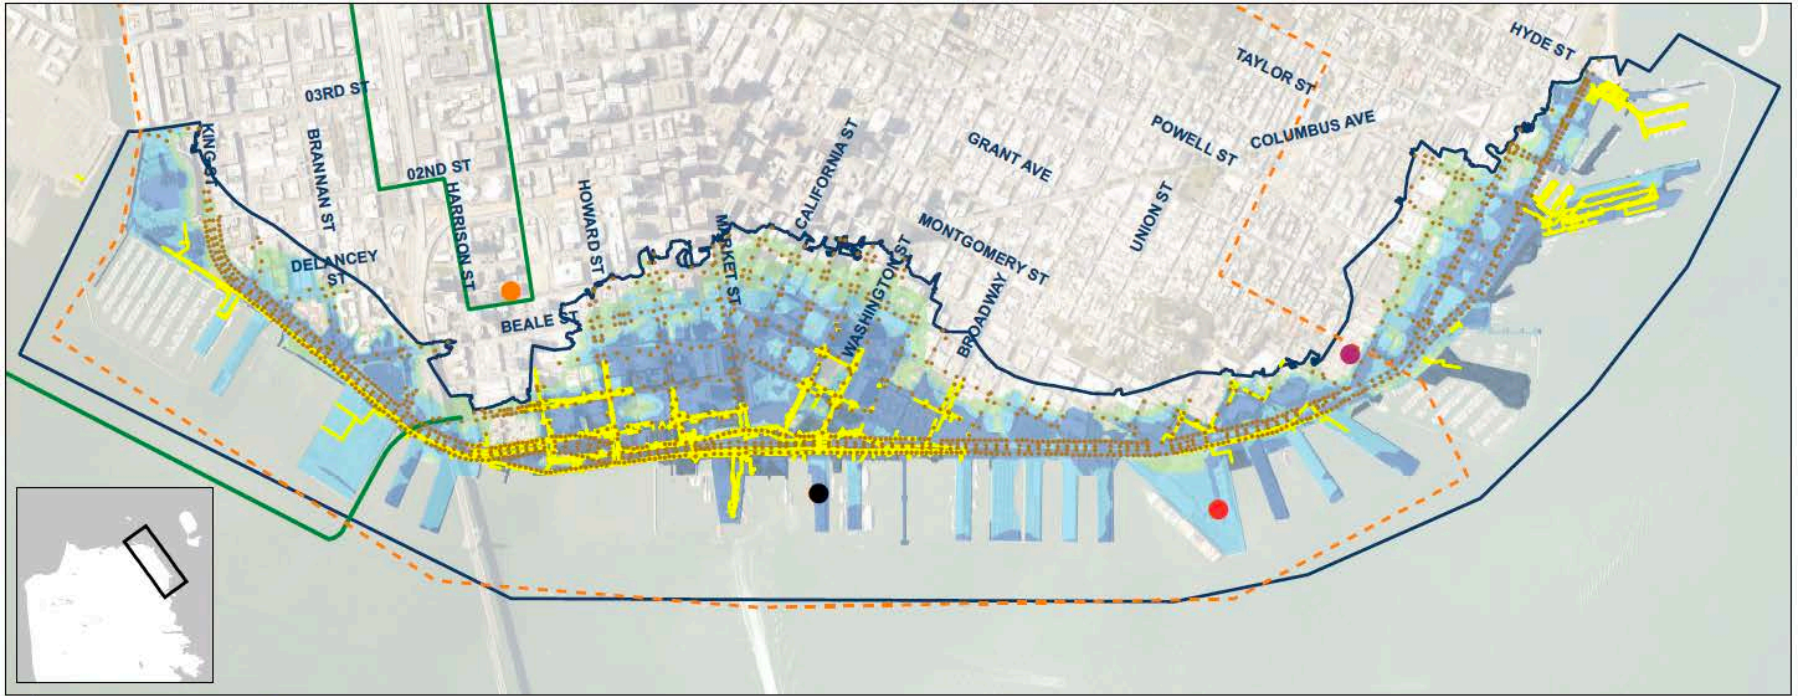 HYDE ST
TAYLOR ST
03RD ST
POWELL ST
COLUMBUS AVE
KING ST
BRANNAN ST
CALIFORNIA ST
GRANT AVE
02ND ST
HARRISON ST
HOWARD ST
UNION ST
MARKET ST
MONTGOMERY ST
DELANCEY
ST
WASHINGTON ST
BROADWAY
BEALE ST